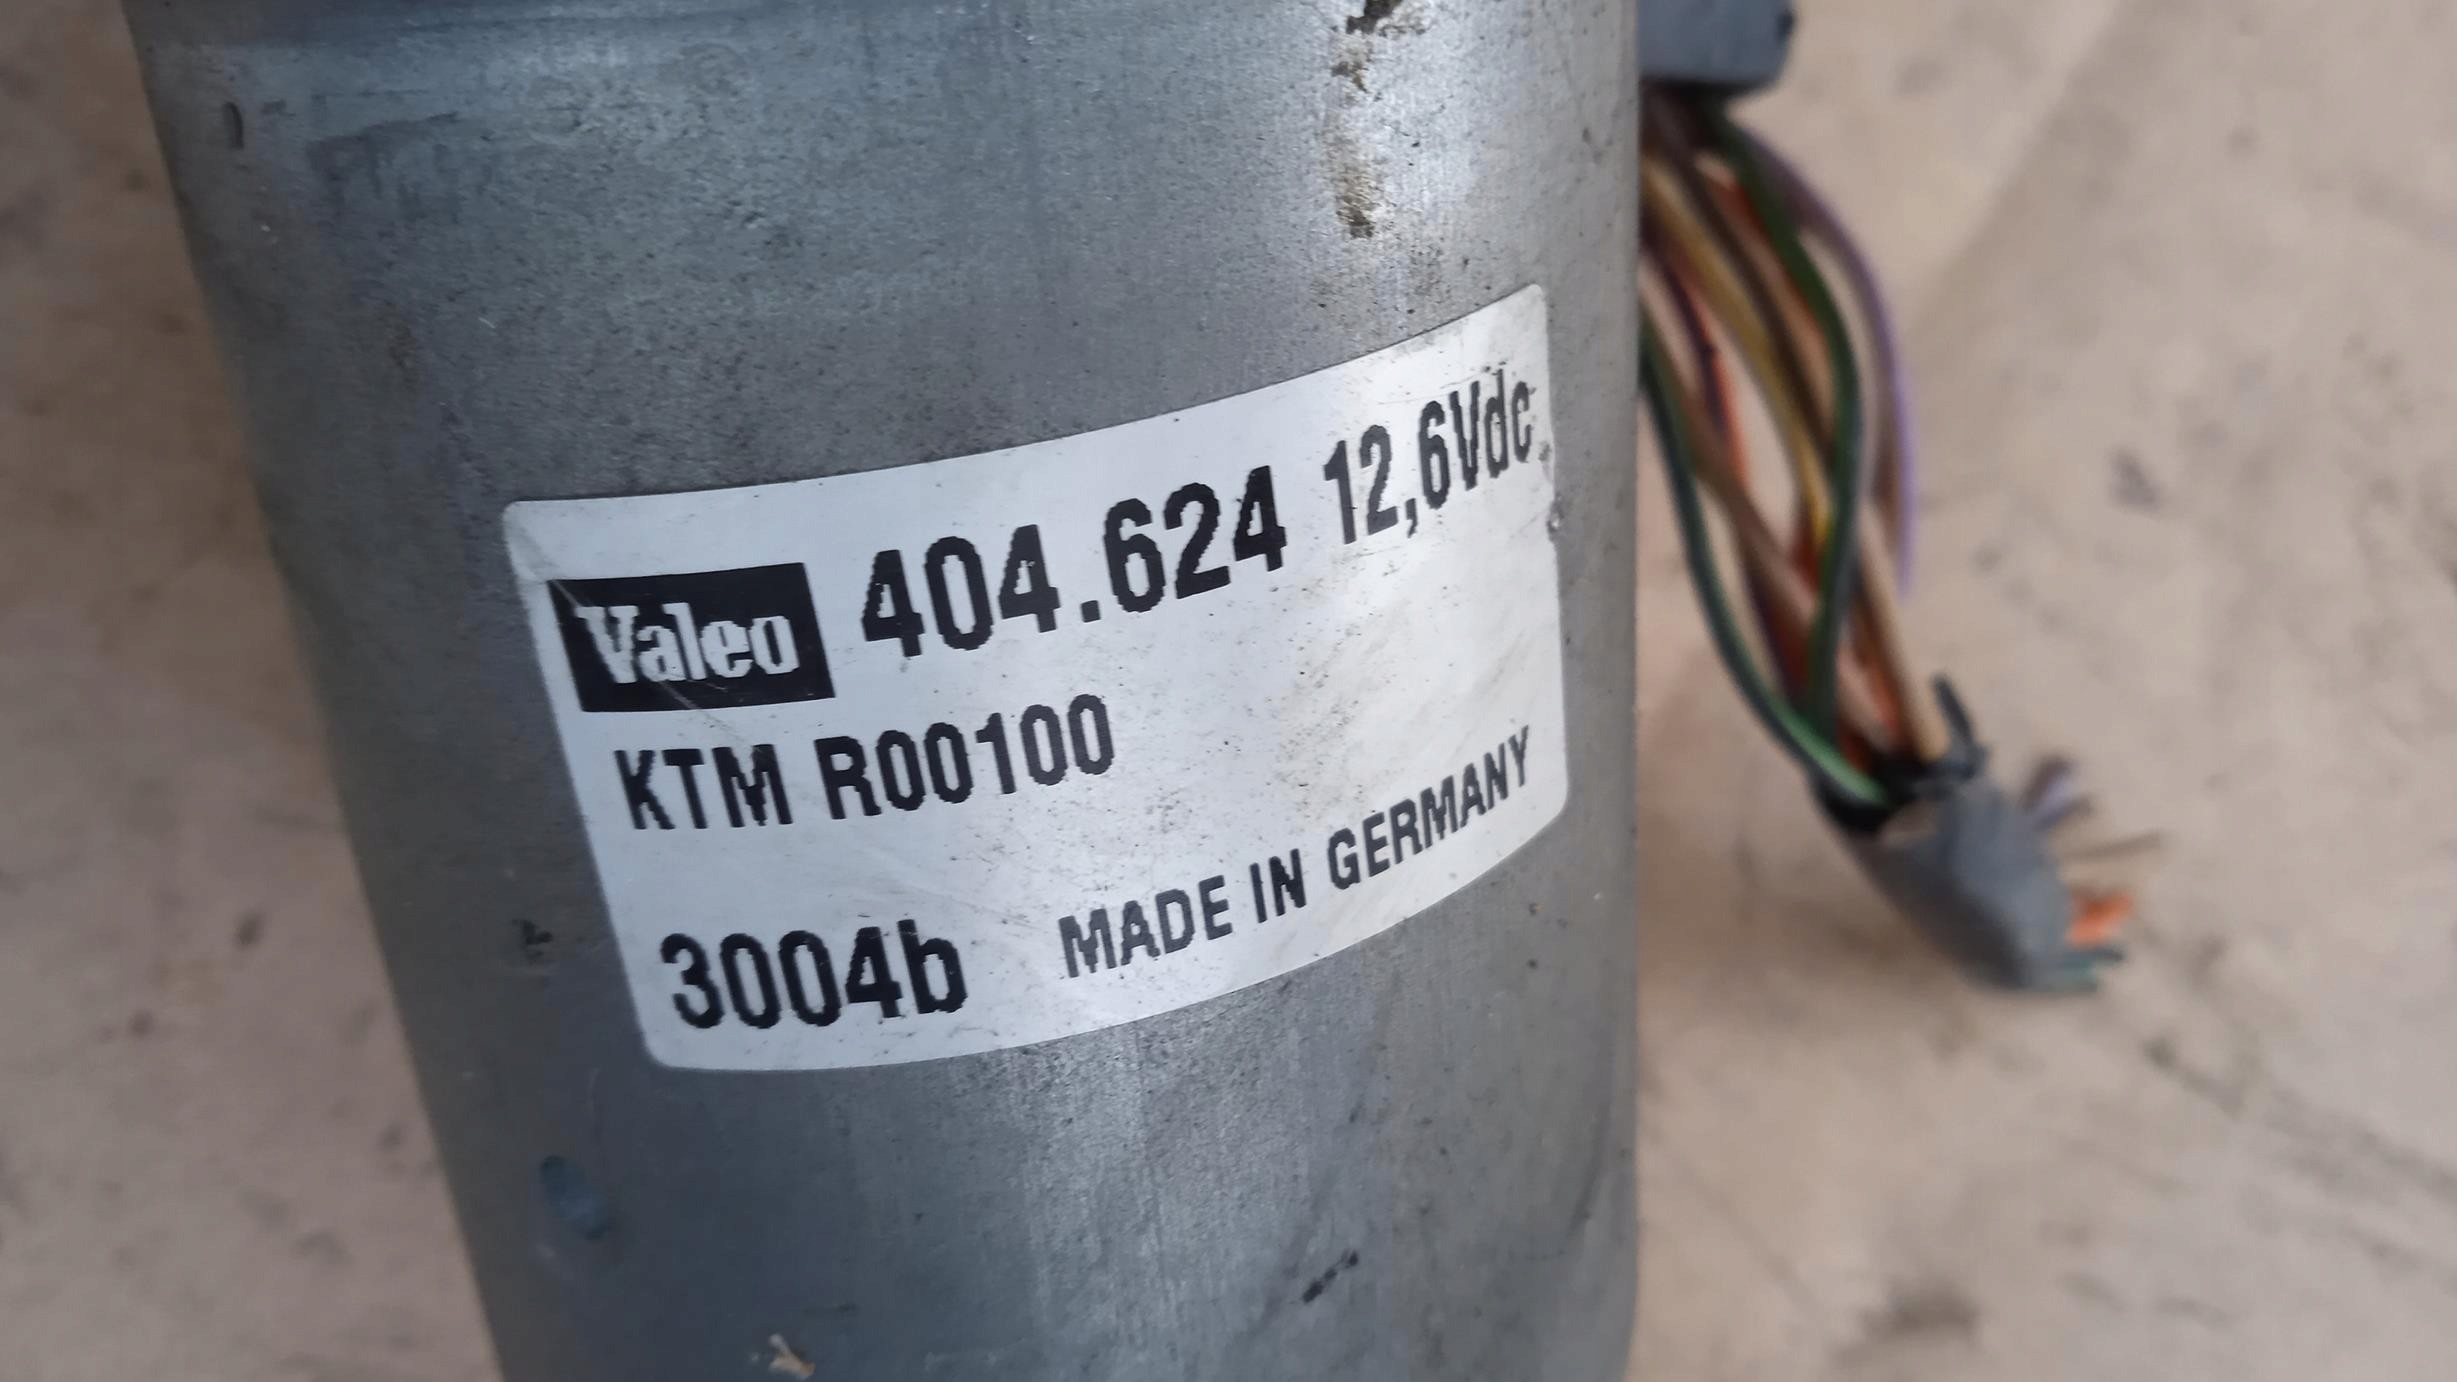 Valeo 404.624 12,6Vdc
KTM R00100
3004b MADE IN GERMANY